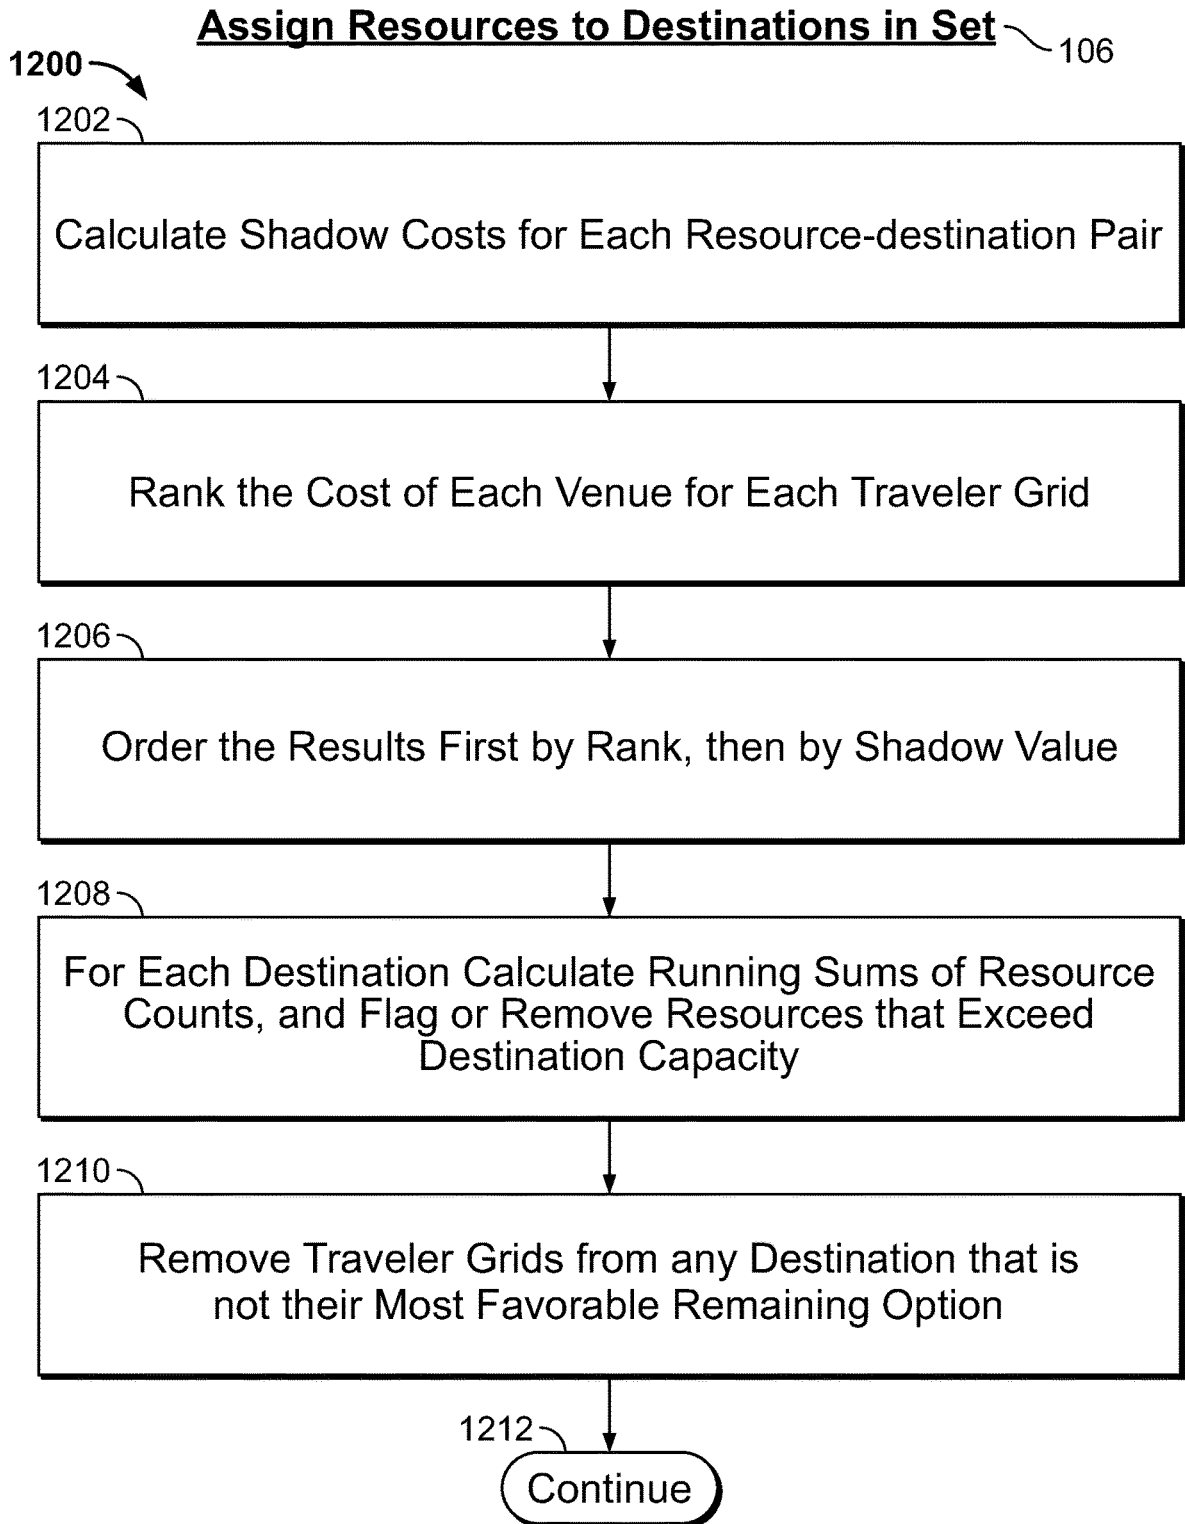 Assign Resources to Destinations in Set 106
1200
1202
Calculate Shadow Costs for Each Resource-destination Pair
1204
Rank the Cost of Each Venue for Each Traveler Grid
1206
Order the Results First by Rank, then by Shadow Value
1208
For Each Destination Calculate Running Sums of Resource
Counts, and Flag or Remove Resources that Exceed
Destination Capacity
1210
Remove Traveler Grids from any Destination that is
not their Most Favorable Remaining Option
1212
Continue